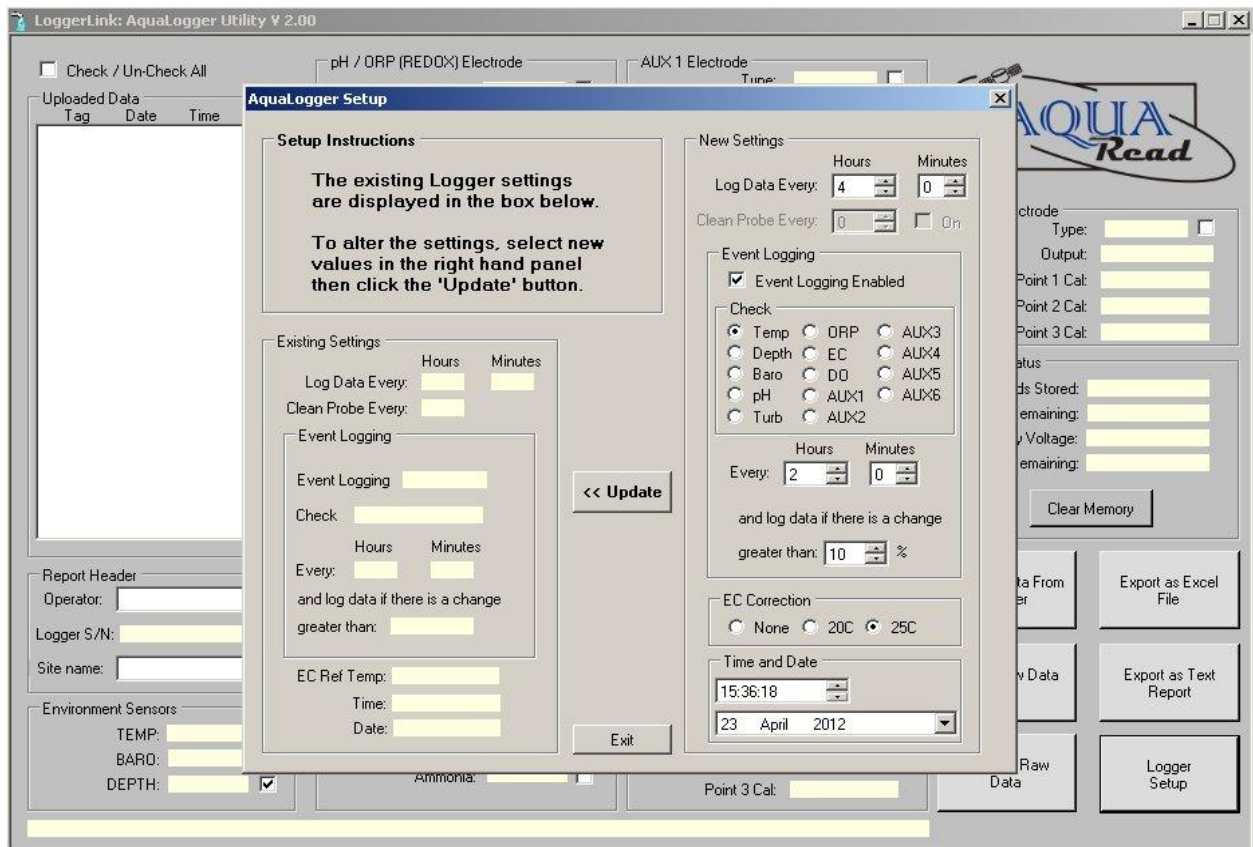 LoggerLink: AquaLogger Utility V 2.00
Check / Un-Check All
Uploaded Data
Tag Date Time
pH / ORP (REDOX) Electrode
AUX 1 Electrode
Type:
AQUA
Read
AquaLogger Setup
Setup Instructions
The existing Logger settings
are displayed in the box below.
To alter the settings, select new
values in the right hand panel
then click the 'Update' button.
Existing Settings
Hours Minutes
Log Data Every:
Clean Probe Every:
Event Logging
Event Logging
Check
Hours Minutes
Every:
and log data if there is a change
greater than:
EC Ref Temp:
Time:
Date:
<< Update
Exit
New Settings
Hours Minutes
Log Data Every: 4 0
Clean Probe Every: 0 On
Event Logging
Event Logging Enabled
Check
Temp ORP AUX3
Depth EC AUX4
Baro DO AUX5
pH AUX1 AUX6
Turb AUX2
Hours Minutes
Every: 2 0
and log data if there is a change
greater than: 10 %
EC Correction
None 20C 25C
Time and Date
15:36:18
23 April 2012
Type:
Output:
Point 1 Cal:
Point 2 Cal:
Point 3 Cal:
Stored:
Voltage:
Clear Memory
Report Header
Operator:
Logger S/N:
Site name:
Environment Sensors
TEMP:
BARO:
DEPTH:
Ammonia:
Point 3 Cal:
From
Export as Excel
File
Data
Export as Text
Report
Raw
Data
Logger
Setup